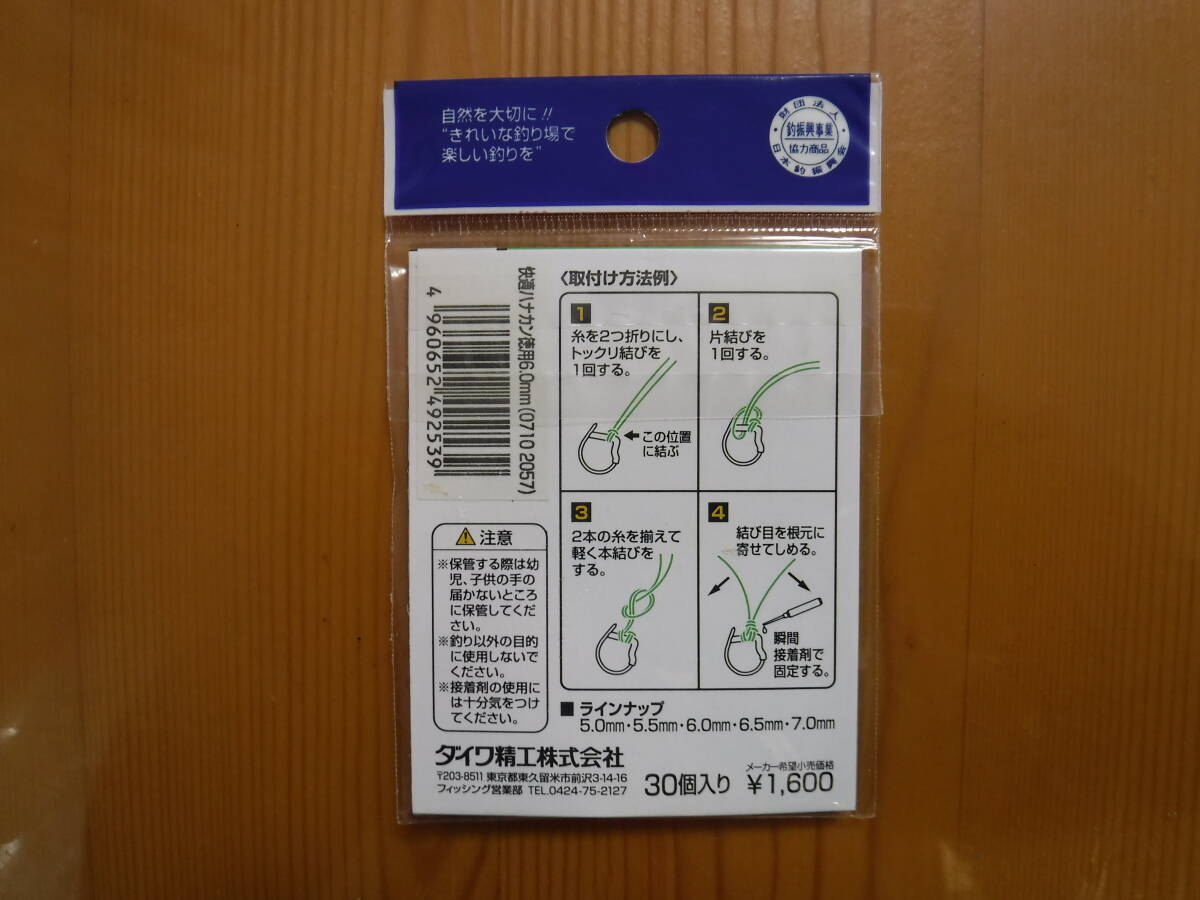 自然を大切に!!
“きれいな釣り場で
楽しい釣りを”
財団法人
釣振興事業
協力商品
日本釣振興会
快適ハナカン徳用6.0mm (0710 2057)
4 960652 492539
〈取付け方法例〉
1
糸を2つ折りにし、
トックリ結びを
1回する。
←この位置
に結ぶ
2
片結びを
1回する。
3
2本の糸を揃えて
軽く本結びを
する。
4
結び目を根元に
寄せてしめる。
瞬間
接着剤で
固定する。
注意
※保管する際は幼
児、子供の手の
届かないところ
に保管してくだ
さい。
※釣り以外の目的
に使用しないで
ください。
※接着剤の使用に
は十分気をつけ
てください。
■ラインナップ
5.0mm・5.5mm・6.0mm・6.5mm・7.0mm
ダイワ精工株式会社
〒203-8511 東京都東久留米市前沢3-14-16
フィッシング営業部 TEL.0424-75-2127
30個入り
メーカー希望小売価格
¥1,600